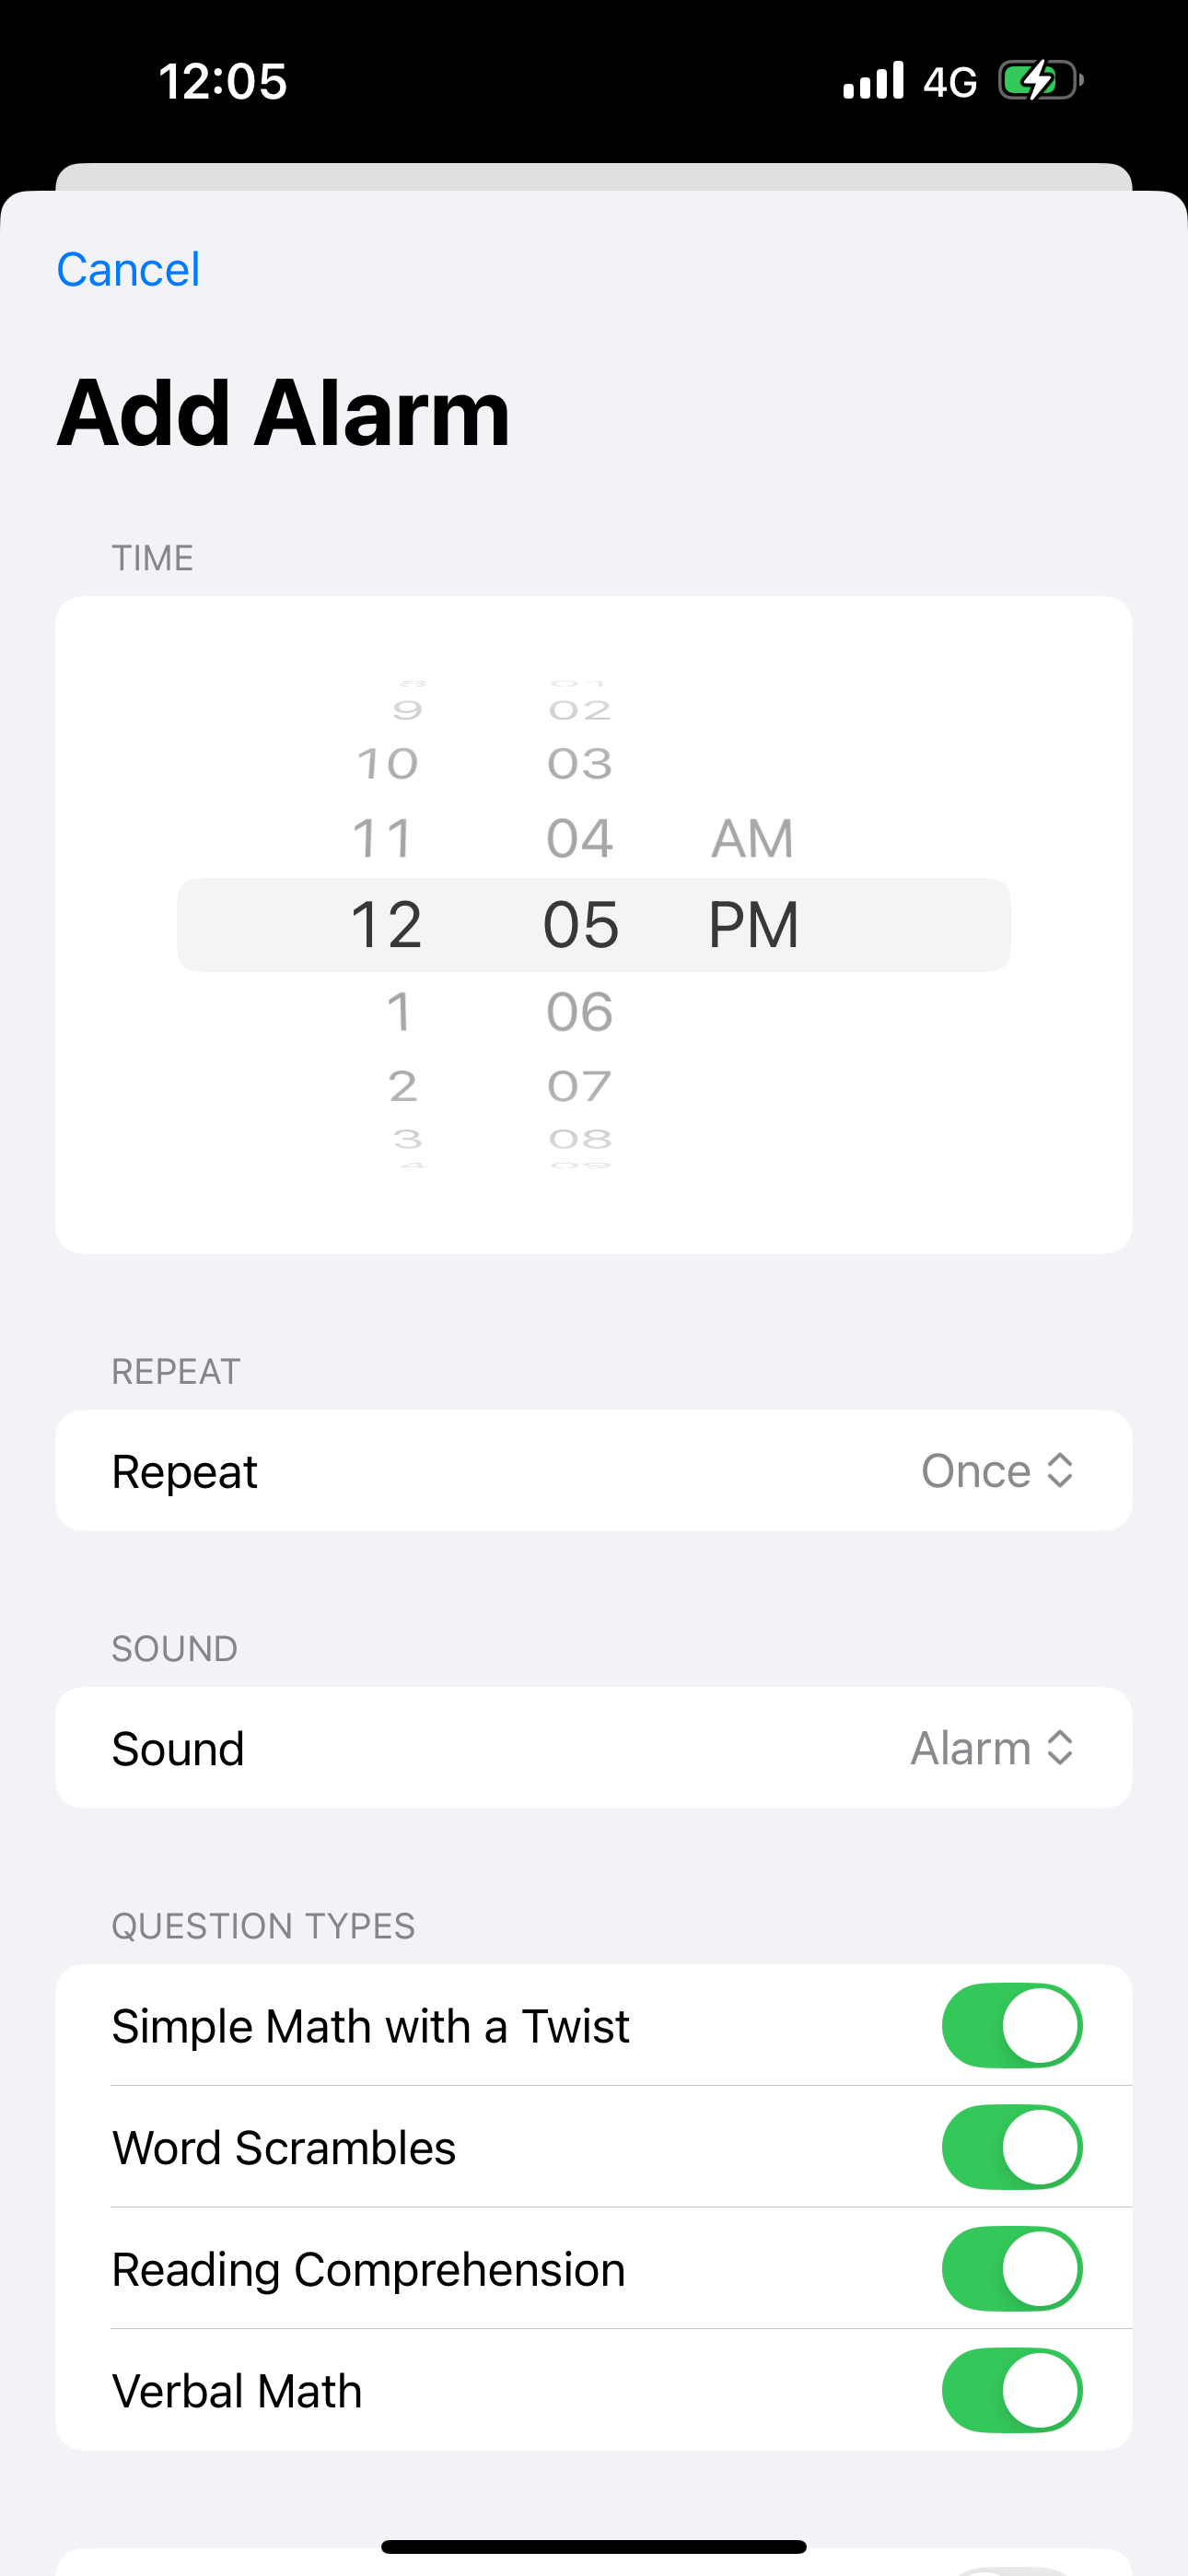 12:05 4G
Cancel
Add Alarm
TIME
9 02
10 03
11 04 AM
12 05 PM
1 06
2 07
3 08
REPEAT
Repeat Once
SOUND
Sound Alarm
QUESTION TYPES
Simple Math with a Twist
Word Scrambles
Reading Comprehension
Verbal Math